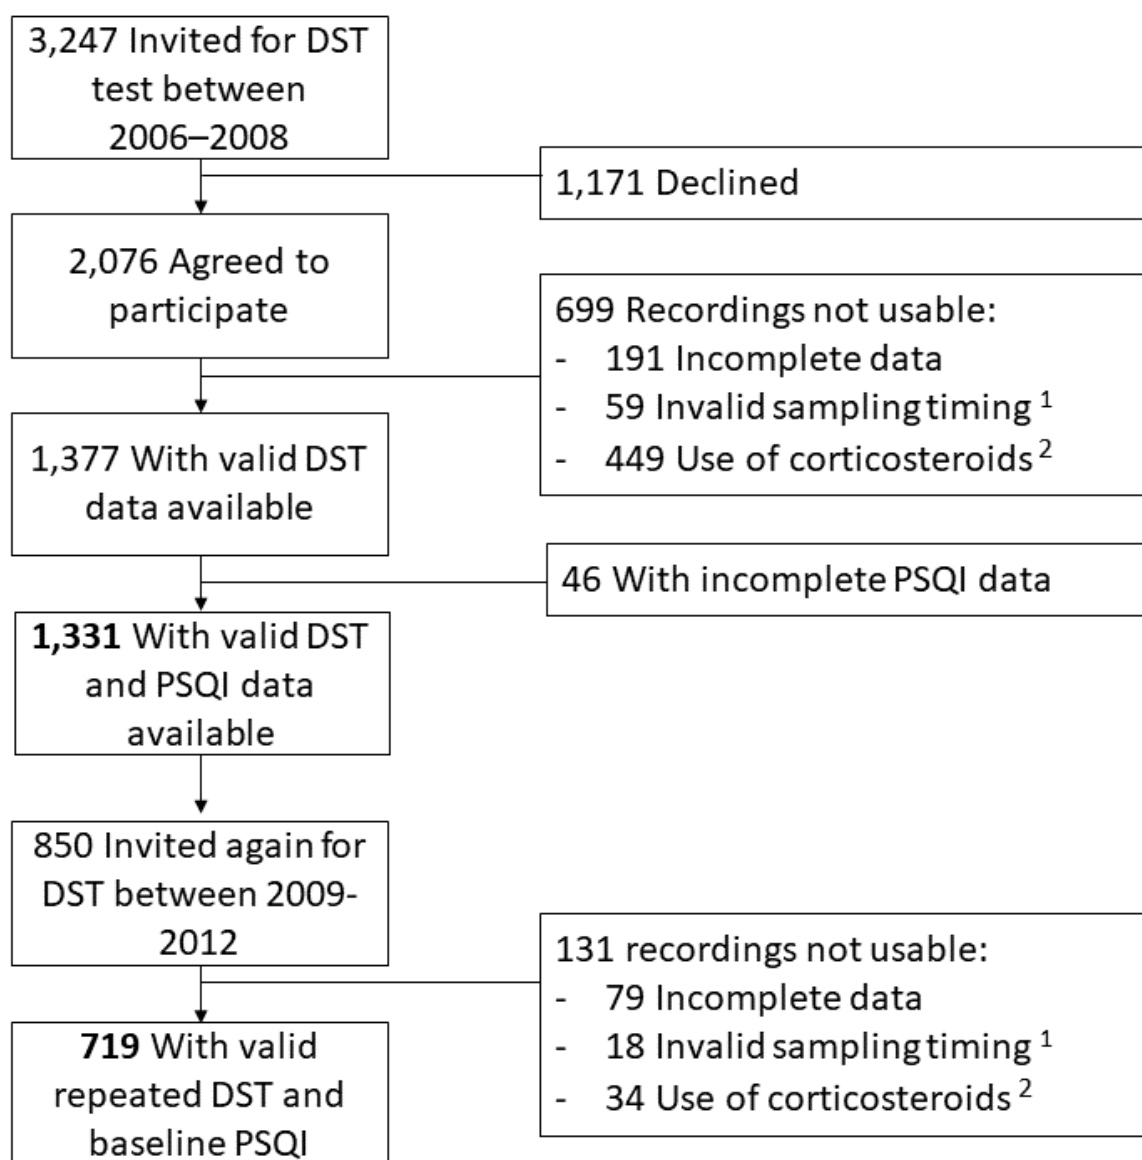 3,247 Invited for DST
test between
2006–2008
1,171 Declined
2,076 Agreed to
participate
699 Recordings not usable:
- 191 Incomplete data
- 59 Invalid sampling timing 1
- 449 Use of corticosteroids 2
1,377 With valid DST
data available
46 With incomplete PSQI data
1,331 With valid DST
and PSQI data
available
850 Invited again for
DST between 2009-
2012
131 recordings not usable:
- 79 Incomplete data
- 18 Invalid sampling timing 1
- 34 Use of corticosteroids 2
719 With valid
repeated DST and
baseline PSQI